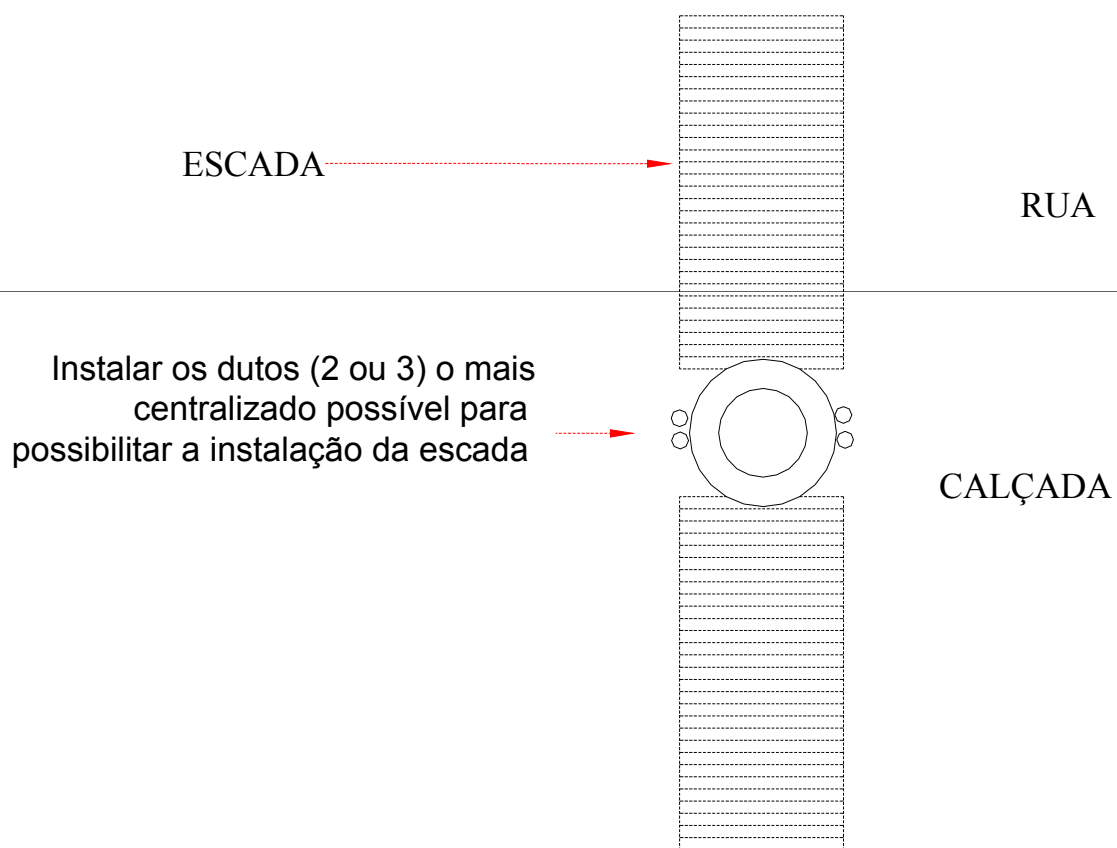 ESCADA
RUA
Instalar os dutos (2 ou 3) o mais
centralizado possível para
possibilitar a instalação da escada
CALÇADA